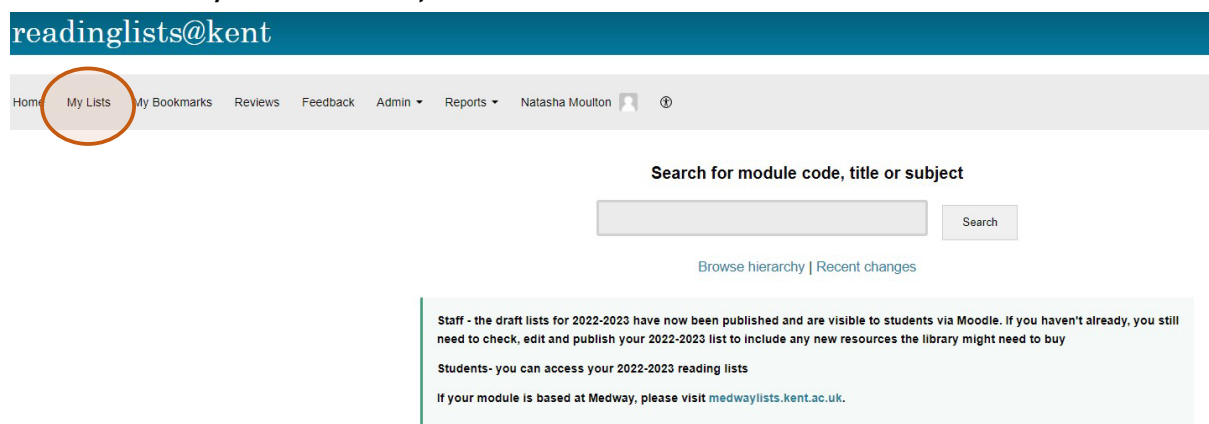 readinglists@kent
Home My Lists My Bookmarks Reviews Feedback Admin Reports Natasha Moulton
Search for module code, title or subject
Search
Browse hierarchy | Recent changes
Staff - the draft lists for 2022-2023 have now been published and are visible to students via Moodle. If you haven't already, you still
need to check, edit and publish your 2022-2023 list to include any new resources the library might need to buy
Students- you can access your 2022-2023 reading lists
If your module is based at Medway, please visit medwaylists.kent.ac.uk.